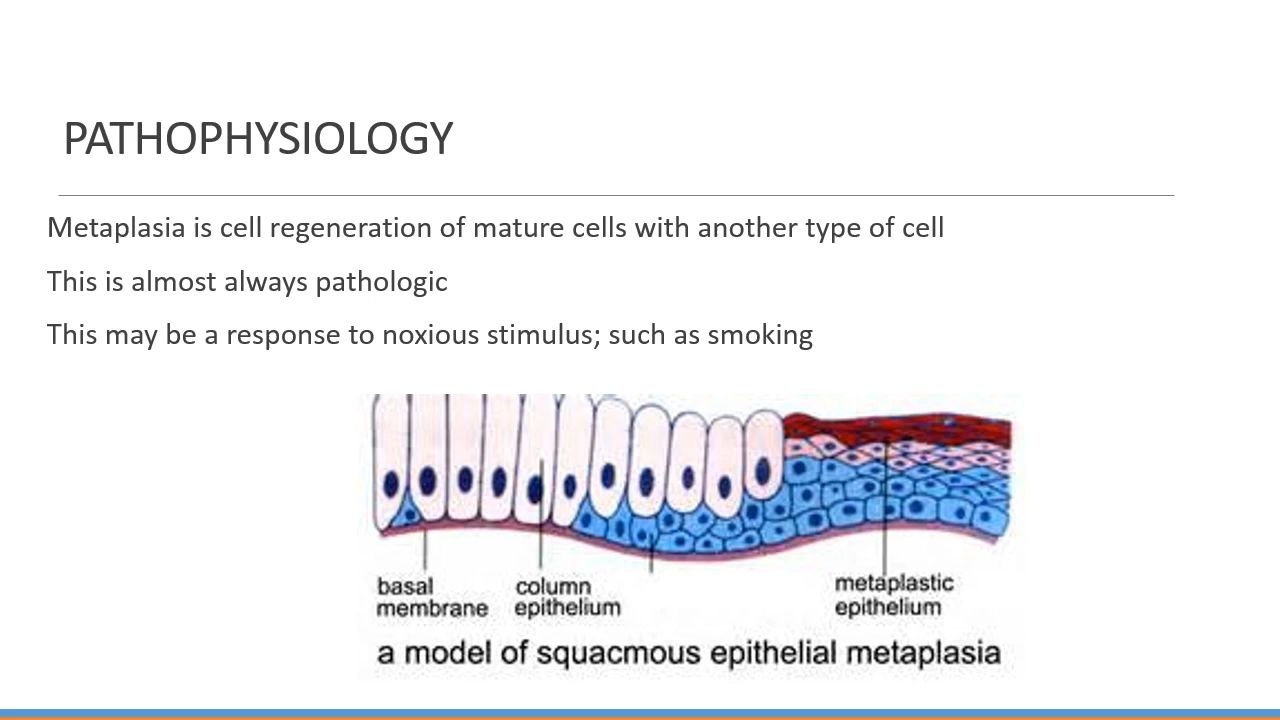 PATHOPHYSIOLOGY
Metaplasia is cell regeneration of mature cells with another type of cell
This is almost always pathologic
This may be a response to noxious stimulus; such as smoking
basal
membrane
column
epithelium
metaplastic
epithelium
a model of squacmous epithelial metaplasia